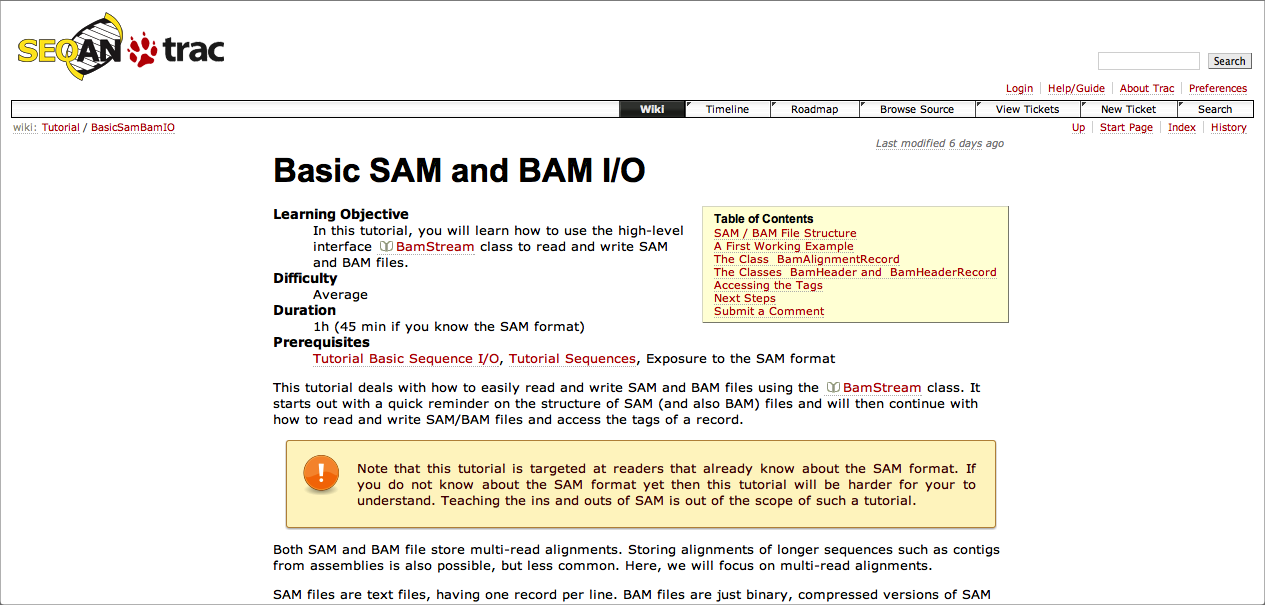 SEQAN trac
Search
Login Help/Guide About Trac Preferences
Wiki Timeline Roadmap Browse Source View Tickets New Ticket Search
wiki: Tutorial / BasicSamBamIO
Up Start Page Index History
Last modified 6 days ago
Basic SAM and BAM I/O
Learning Objective
In this tutorial, you will learn how to use the high-level
interface BamStream class to read and write SAM
and BAM files.
Difficulty
Average
Duration
1h (45 min if you know the SAM format)
Prerequisites
Tutorial Basic Sequence I/O, Tutorial Sequences, Exposure to the SAM format
Table of Contents
SAM / BAM File Structure
A First Working Example
The Class BamAlignmentRecord
The Classes BamHeader and BamHeaderRecord
Accessing the Tags
Next Steps
Submit a Comment
This tutorial deals with how to easily read and write SAM and BAM files using the BamStream class. It
starts out with a quick reminder on the structure of SAM (and also BAM) files and will then continue with
how to read and write SAM/BAM files and access the tags of a record.
Note that this tutorial is targeted at readers that already know about the SAM format. If
you do not know about the SAM format yet then this tutorial will be harder for your to
understand. Teaching the ins and outs of SAM is out of the scope of such a tutorial.
Both SAM and BAM file store multi-read alignments. Storing alignments of longer sequences such as contigs
from assemblies is also possible, but less common. Here, we will focus on multi-read alignments.
SAM files are text files, having one record per line. BAM files are just binary, compressed versions of SAM